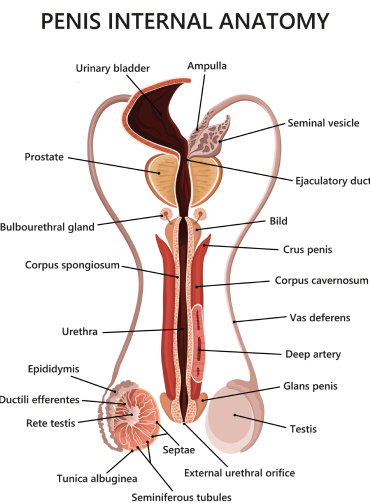 PENIS INTERNAL ANATOMY
Urinary bladder
Ampulla
Seminal vesicle
Prostate
Ejaculatory duct
Bulbourethral gland
Bild
Crus penis
Corpus spongiosum
Corpus cavernosum
Vas deferens
Urethra
Deep artery
Epididymis
Glans penis
Ductili efferentes
Rete testis
Testis
Septae
External urethral orifice
Tunica albuginea
Seminiferous tubules